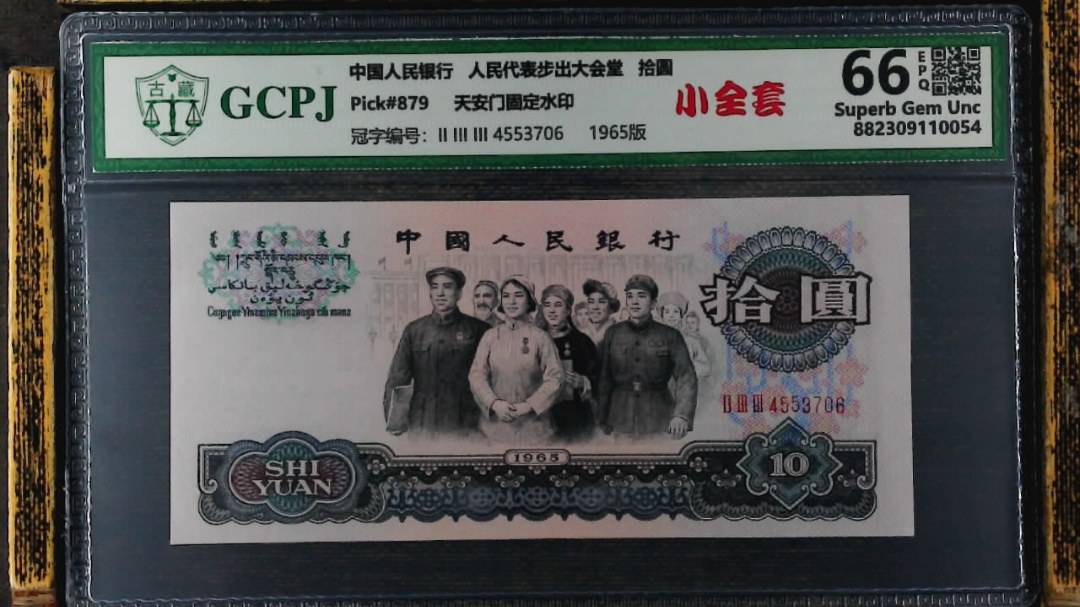 古藏
GCPJ
中国人民银行 人民代表步出大会堂 拾圆
Pick#879 天安门固定水印
冠字编号: II III III 4553706 1965版
小全套
66 EPQ
Superb Gem Unc
882309110054
中國人民銀行
拾圓
II III III 4553706
1965
SHI
YUAN
10